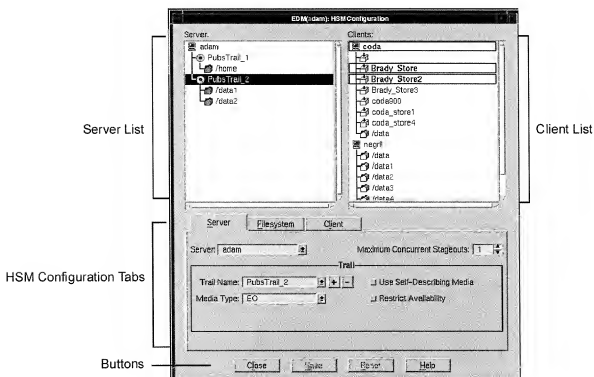 EDM(adam): HSM Configuration
Server:
adam
PubsTrail_1
/home
PubsTrail_2
/data1
/data2
Clients:
coda
Brady_Store
Brady_Store2
Brady_Store3
coda900
coda_store1
coda_store4
/data
negril
/data
/data1
/data2
/data3
/data4
Server List
Client List
Server Filesystem Client
Server: adam Maximum Concurrent Stageouts: 1
Trail
Trail Name: PubsTrail_2 + − Use Self-Describing Media
Media Type: EO Restrict Availability
HSM Configuration Tabs
Buttons
Close Save Reset Help